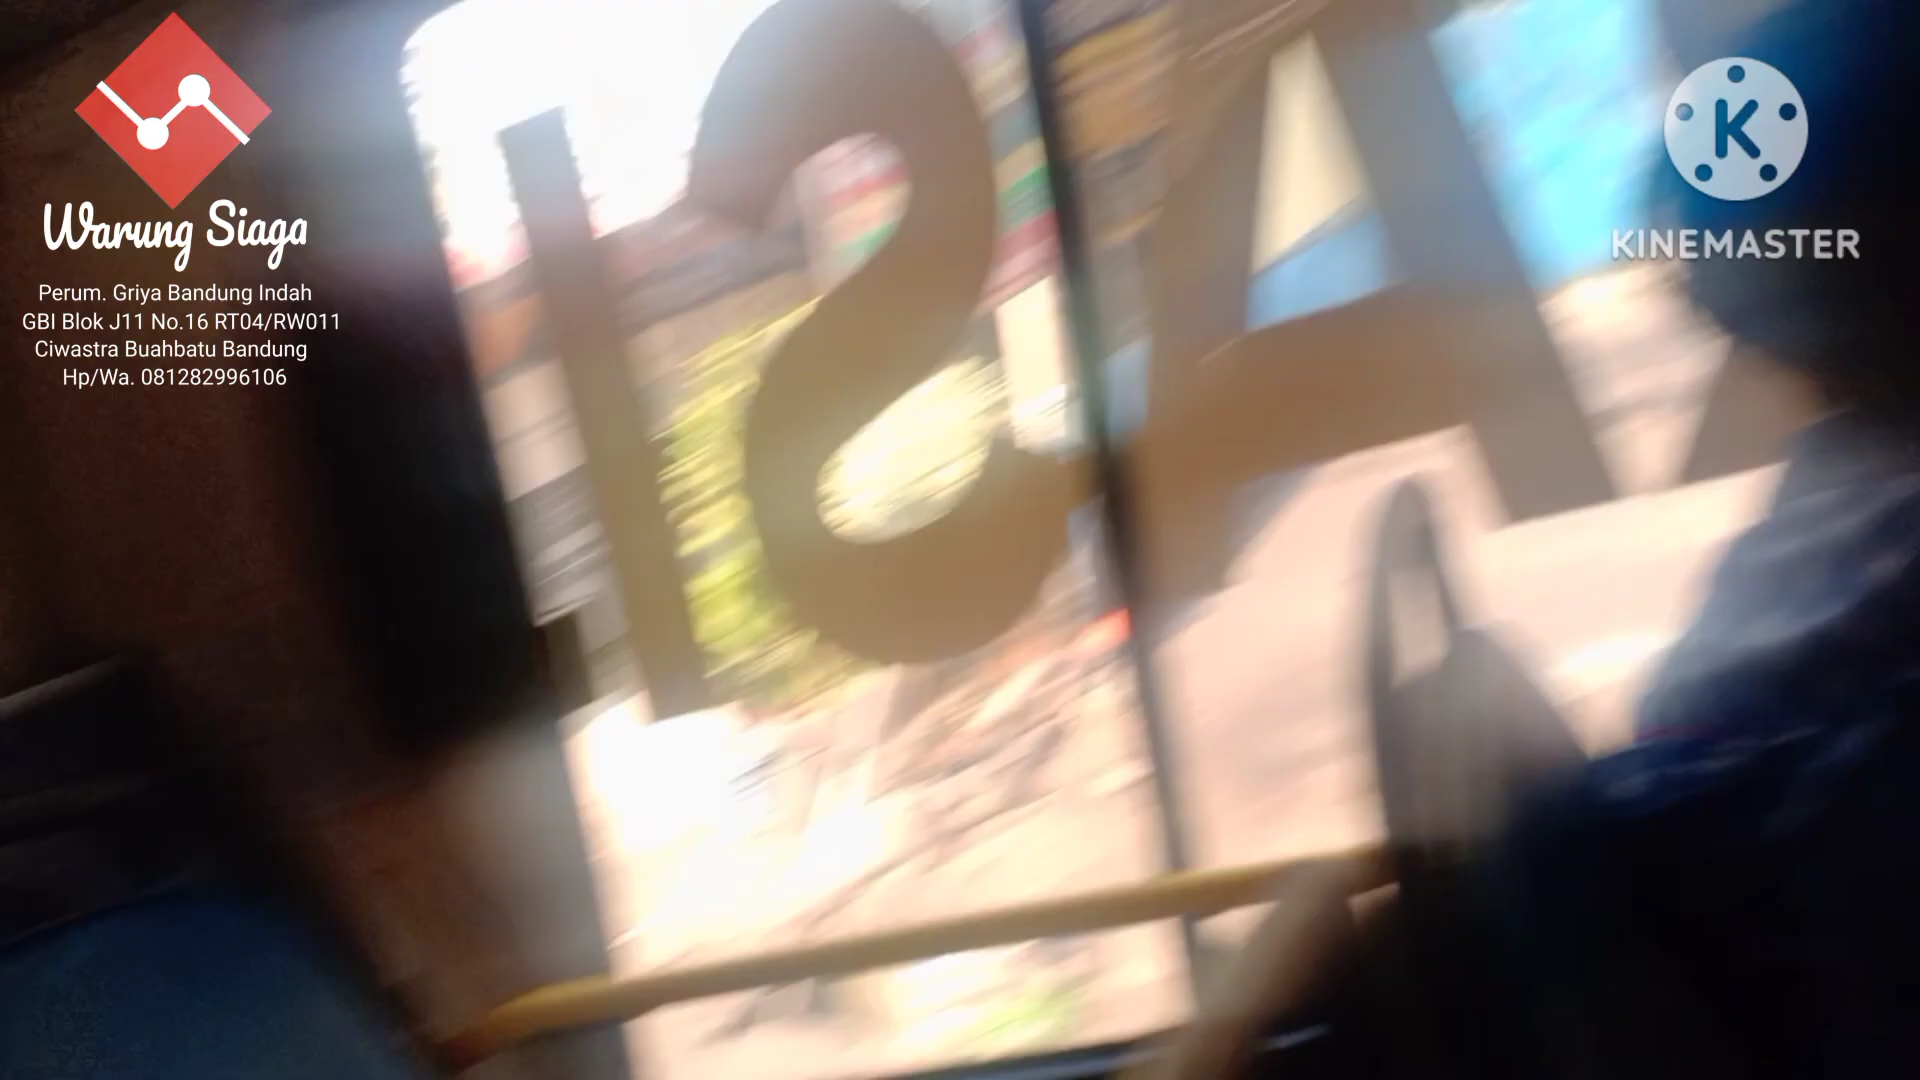 Warung Siaga
Perum. Griya Bandung Indah
GBI Blok J11 No.16 RT04/RW011
Ciwastra Buahbatu Bandung
Hp/Wa. 081282996106
K
KINEMASTER